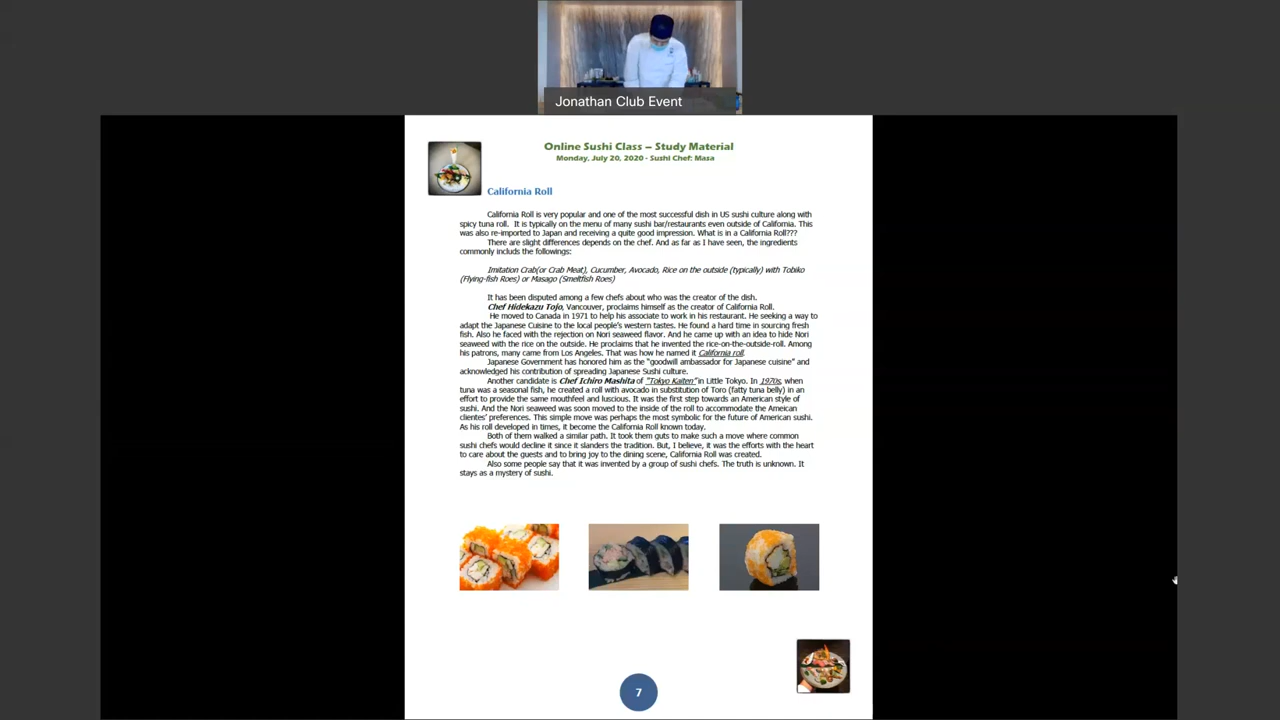 Jonathan Club Event
Online Sushi Class – Study Material
Monday, July 20, 2020 - Sushi Chef: Masa
California Roll
California Roll is very popular and one of the most successful dish in US sushi culture along with
spicy tuna roll. It is typically on the menu of many sushi bar/restaurants even outside of California. This
was also re-imported to Japan and receiving a quite good impression. What is in a California Roll???
There are slight differences depends on the chef. And as far as I have seen, the ingredients
commonly include the followings:
Imitation Crab(or Crab Meat), Cucumber, Avocado, Rice on the outside (typically) with Tobiko
(Flying-fish Roes) or Masago (Smeltfish Roes)
It has been disputed among a few chefs about who was the creator of the dish.
Chef Hidekazu Tojo, Vancouver, proclaims himself as the creator of California Roll.
He moved to Canada in 1971 to help his associate to work in his restaurant. He seeking a way to
adapt the Japanese Cuisine to the local people's western tastes. He found a hard time in sourcing fresh
fish. Also he faced with the rejection on Nori seaweed flavor. And he came up with an idea to hide Nori
seaweed with the rice on the outside. He proclaims that he invented the rice-on-the-outside-roll. Among
his patrons, many came from Los Angeles. That was how he named it California roll.
Japanese Government has honored him as the "goodwill ambassador for Japanese cuisine" and
acknowledged his contribution of spreading Japanese Sushi culture.
Another candidate is Chef Ichiro Mashita of "Tokyo Kaiten" in Little Tokyo. In 1970s, when
tuna was a seasonal fish, he created a roll with avocado in substitution of Toro (fatty tuna belly) in an
effort to provide the same mouthfeel and luscious. It was the first step towards an American style of
sushi. And the Nori seaweed was soon moved to the inside of the roll to accommodate the Ameican
clientes' preferences. This simple move was perhaps the most symbolic for the future of American sushi.
As his roll developed in times, it become the California Roll known today.
Both of them walked a similar path. It took them guts to make such a move where common
sushi chefs would decline it since it slanders the tradition. But, I believe, it was the efforts with the heart
to care about the guests and to bring joy to the dining scene, California Roll was created.
Also some people say that it was invented by a group of sushi chefs. The truth is unknown. It
stays as a mystery of sushi.
7